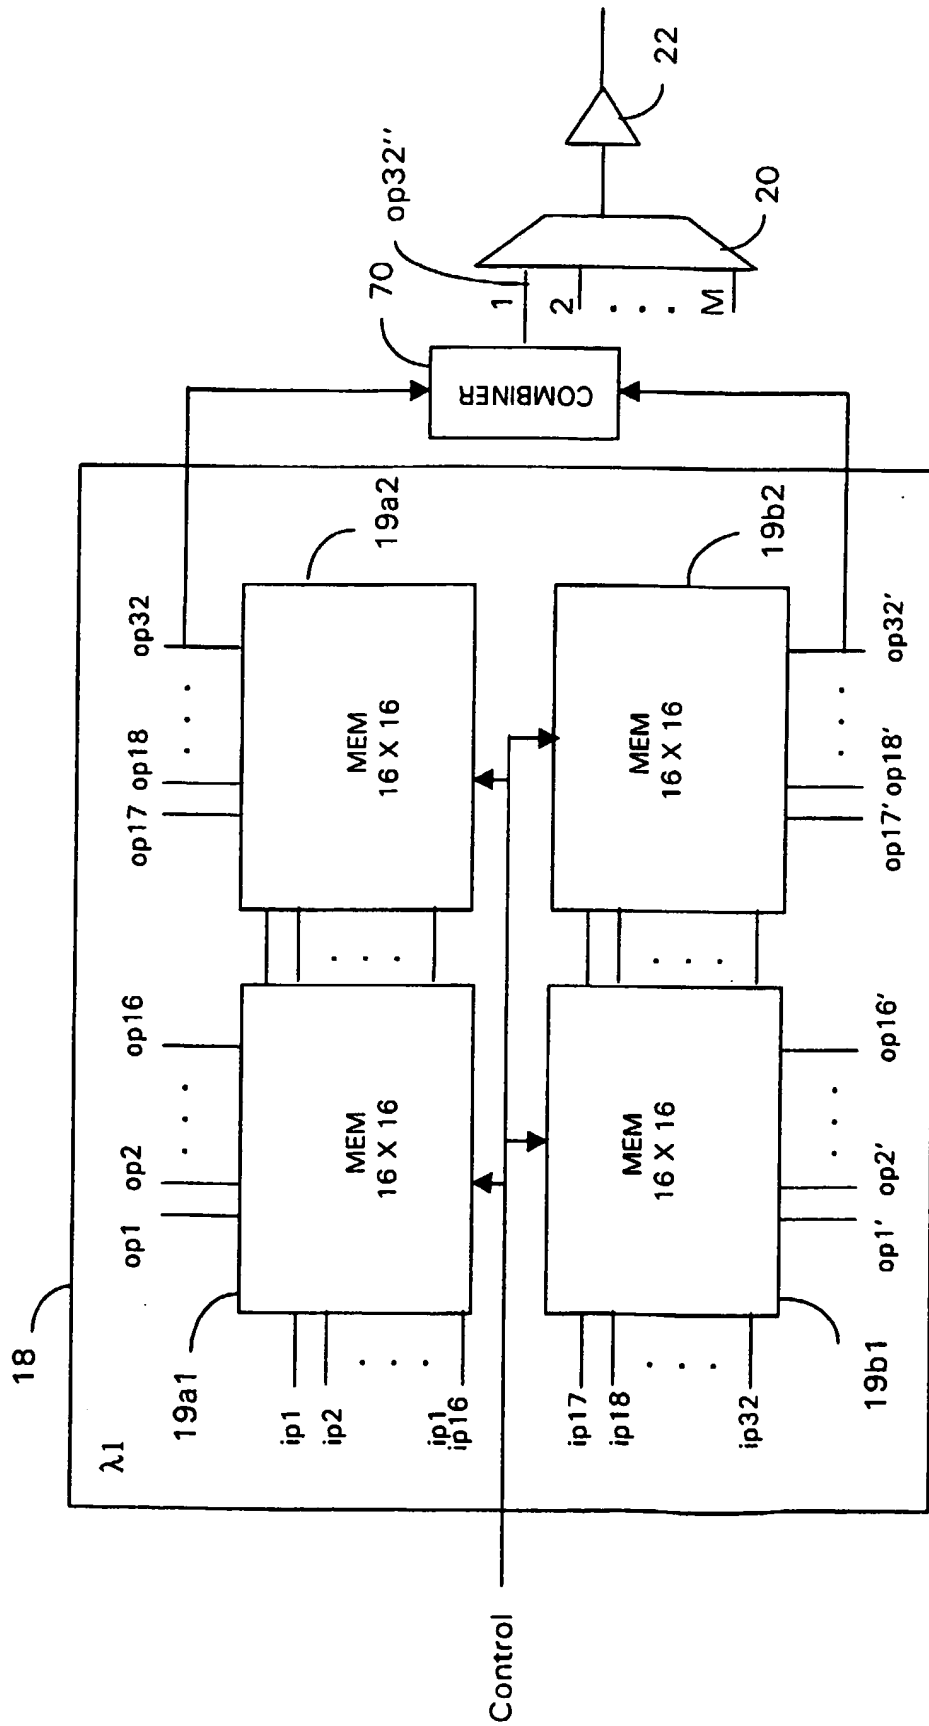 18
λ1
19a1
op1
op2
. . .
op16
op17
op18
. . .
op32
19a2
70
op32''
22
ip1
ip2
. . .
ip1
ip16
MEM
16 X 16
. . .
MEM
16 X 16
COMBINER
1
2
. . . .
M
20
Control
ip17
ip18
. . .
ip32
MEM
16 X 16
. . .
MEM
16 X 16
19b2
19b1
op1'
op2'
. . .
op16'
op17'
op18'
. . .
op32'